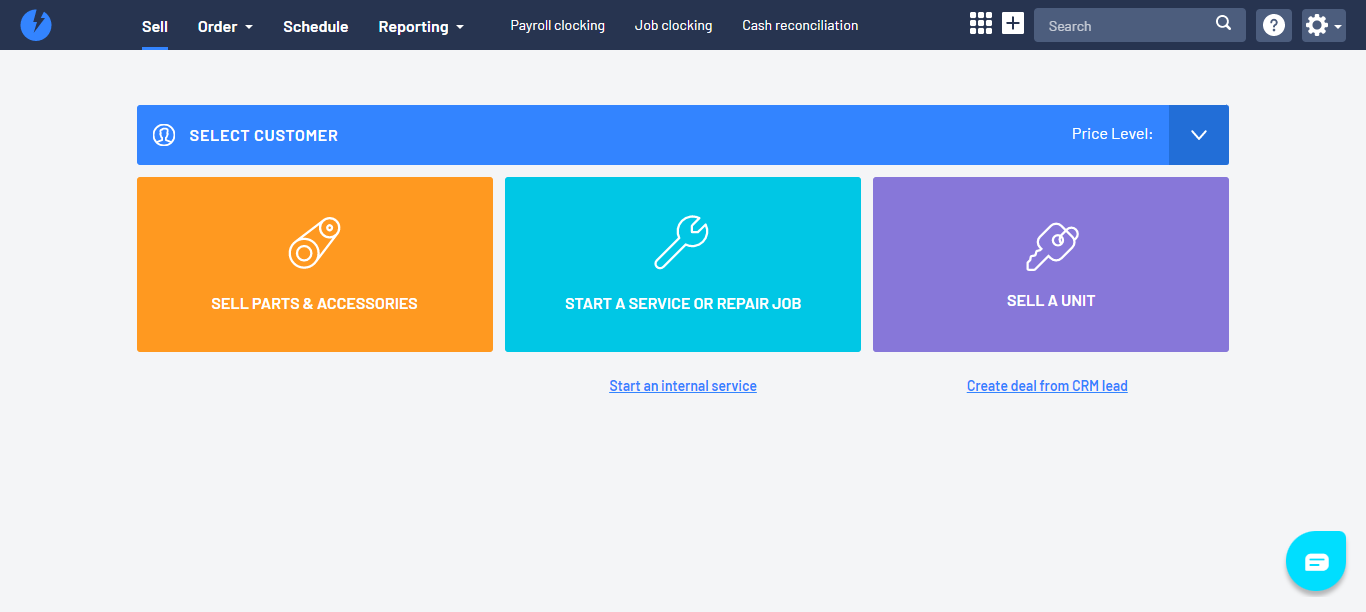 Sell Order Schedule Reporting Payroll clocking Job clocking Cash reconciliation Search
SELECT CUSTOMER Price Level:
SELL PARTS & ACCESSORIES START A SERVICE OR REPAIR JOB SELL A UNIT
Start an internal service Create deal from CRM lead